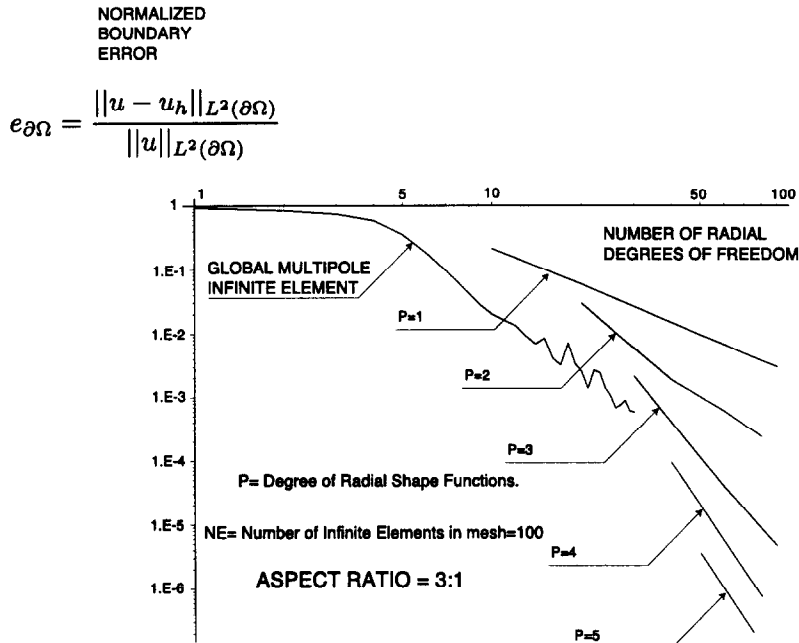 NORMALIZED
BOUNDARY
ERROR
e_{∂Ω} = ||u - u_h||_{L²(∂Ω)} / ||u||_{L²(∂Ω)}
1 5 10 50 100
1
NUMBER OF RADIAL
DEGREES OF FREEDOM
GLOBAL MULTIPOLE
INFINITE ELEMENT
1.E-1
P=1
1.E-2
P=2
1.E-3
P=3
1.E-4
P= Degree of Radial Shape Functions.
1.E-5
NE= Number of Infinite Elements in mesh=100
P=4
ASPECT RATIO = 3:1
1.E-6
P=5